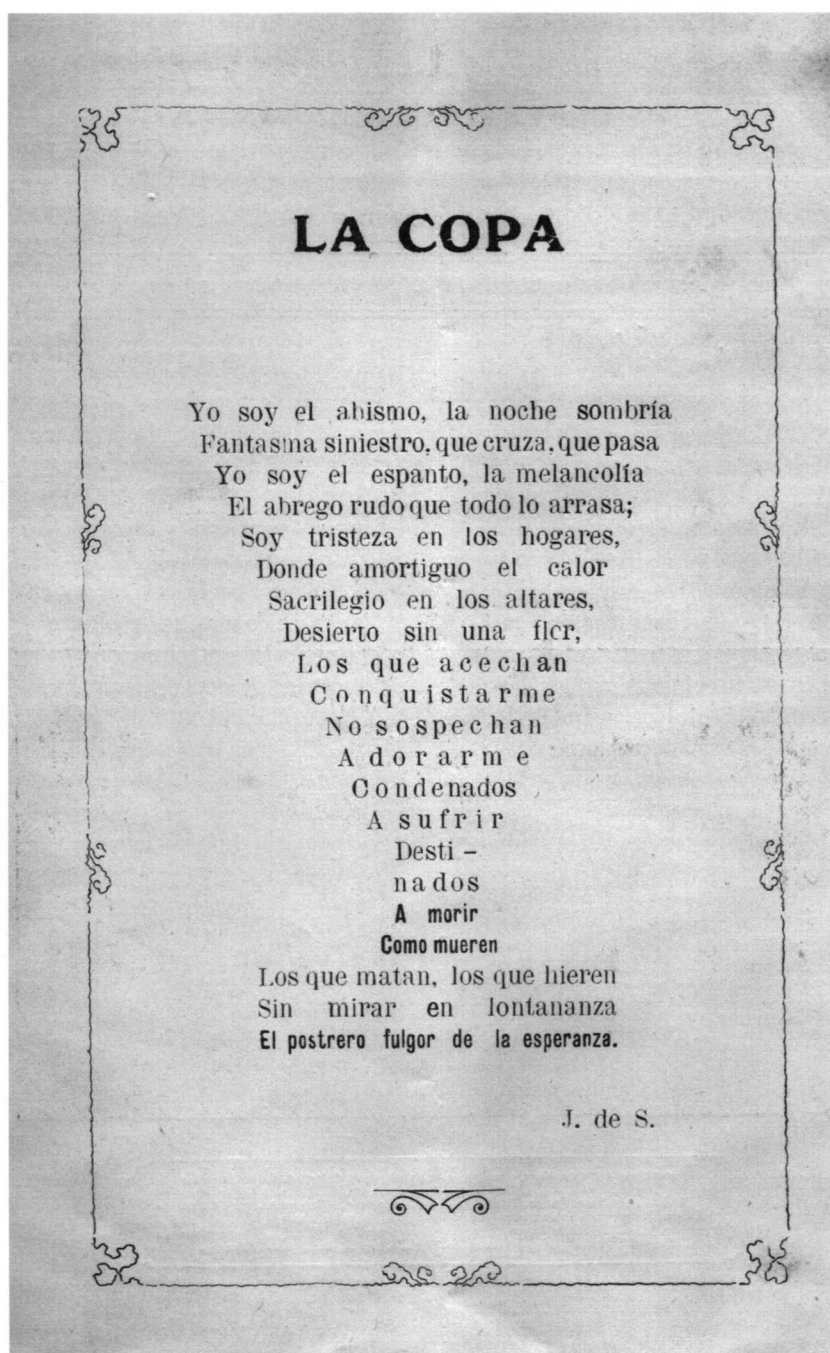 LA COPA
Yo soy el abismo, la noche sombría
Fantasma siniestro, que cruza, que pasa
Yo soy el espanto, la melancolía
El abrego rudo que todo lo arrasa;
Soy tristeza en los hogares,
Donde amortiguo el calor
Sacrilegio en los altares,
Desierto sin una flor,
Los que acechan
Conquistarme
No sospechan
Adorarme
Condenados
A sufrir
Desti-
nados
A morir
Como mueren
Los que matan, los que hieren
Sin mirar en lontananza
El postrero fulgor de la esperanza.
J. de S.